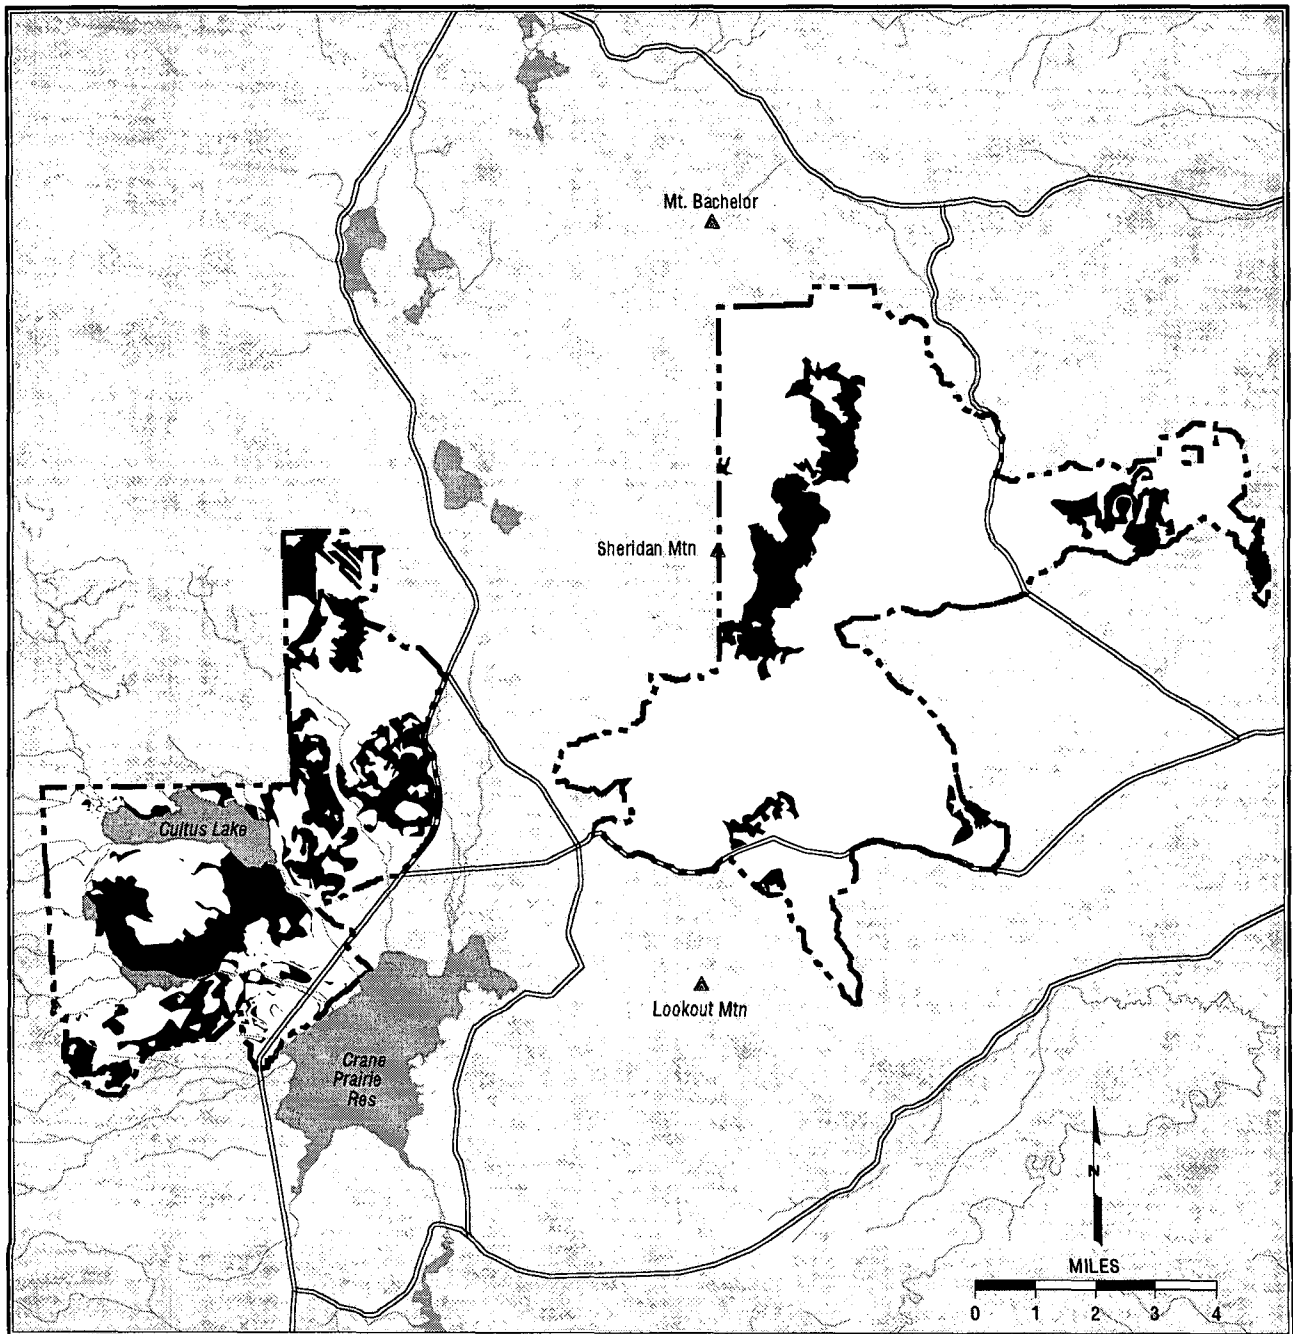 Mt. Bachelor
Sheridan Mtn
Cultus Lake
Lookout Mtn
Crane
Prairie
Res
N
MILES
0 1 2 3 4